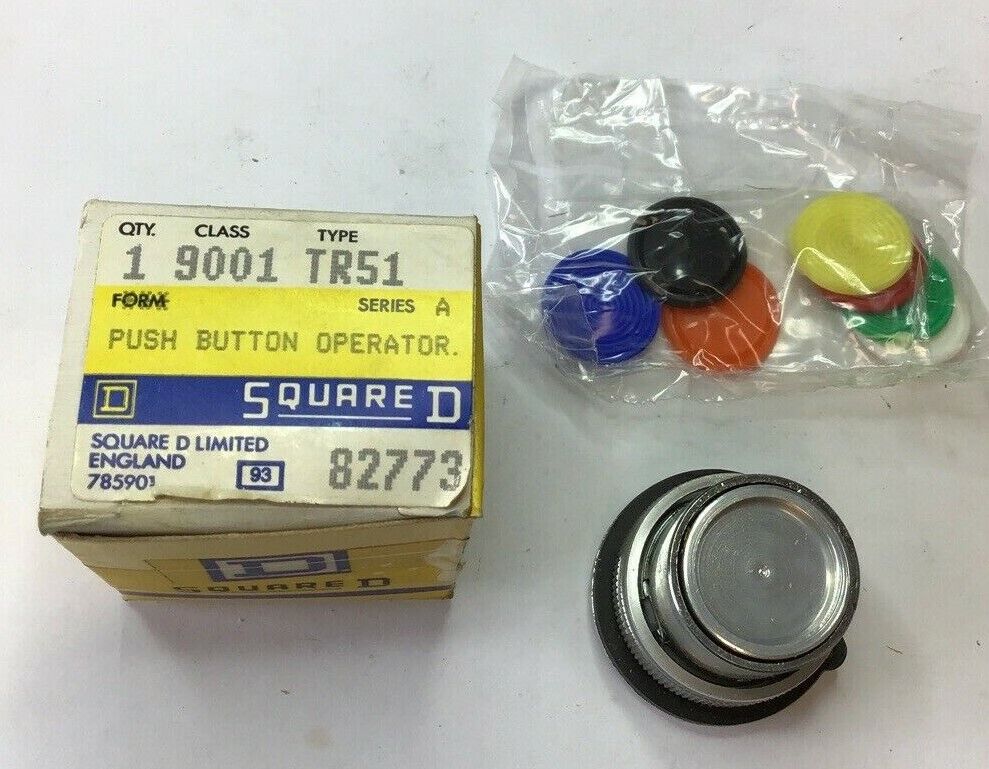 QTY. CLASS TYPE
1 9001 TR51
FORM SERIES A
PUSH BUTTON OPERATOR.
D SQUARE D
SQUARE D LIMITED
ENGLAND 93 82773
78590¹
D
SQUARE D